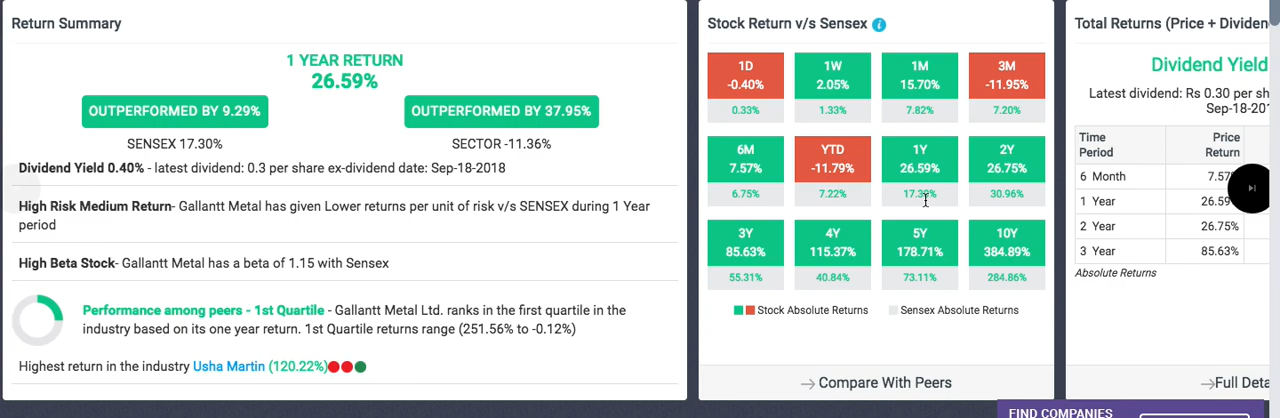 Return Summary
1 YEAR RETURN
26.59%
OUTPERFORMED BY 9.29%
OUTPERFORMED BY 37.95%
SENSEX 17.30%
SECTOR -11.36%
Dividend Yield 0.40% - latest dividend: 0.3 per share ex-dividend date: Sep-18-2018
High Risk Medium Return- Gallantt Metal has given Lower returns per unit of risk v/s SENSEX during 1 Year
period
High Beta Stock- Gallantt Metal has a beta of 1.15 with Sensex
Performance among peers - 1st Quartile - Gallantt Metal Ltd. ranks in the first quartile in the
industry based on its one year return. 1st Quartile returns range (251.56% to -0.12%)
Highest return in the industry Usha Martin (120.22%)
Stock Return v/s Sensex
1D 1W 1M 3M
-0.40% 2.05% 15.70% -11.95%
0.33% 1.33% 7.82% 7.20%
6M YTD 1Y 2Y
7.57% -11.79% 26.59% 26.75%
6.75% 7.22% 30.96%
3Y 4Y 5Y 10Y
85.63% 115.37% 178.71% 384.89%
55.31% 40.84% 73.11% 284.86%
Stock Absolute Returns Sensex Absolute Returns
Compare With Peers
Total Returns (Price + Dividen
Dividend Yield
Latest dividend: Rs 0.30 per sh
Sep-18-201
Time Price
Period Return
6 Month 7.57
1 Year 26.59
2 Year 26.75%
3 Year 85.63%
Absolute Returns
Full Deta
FIND COMPANIES